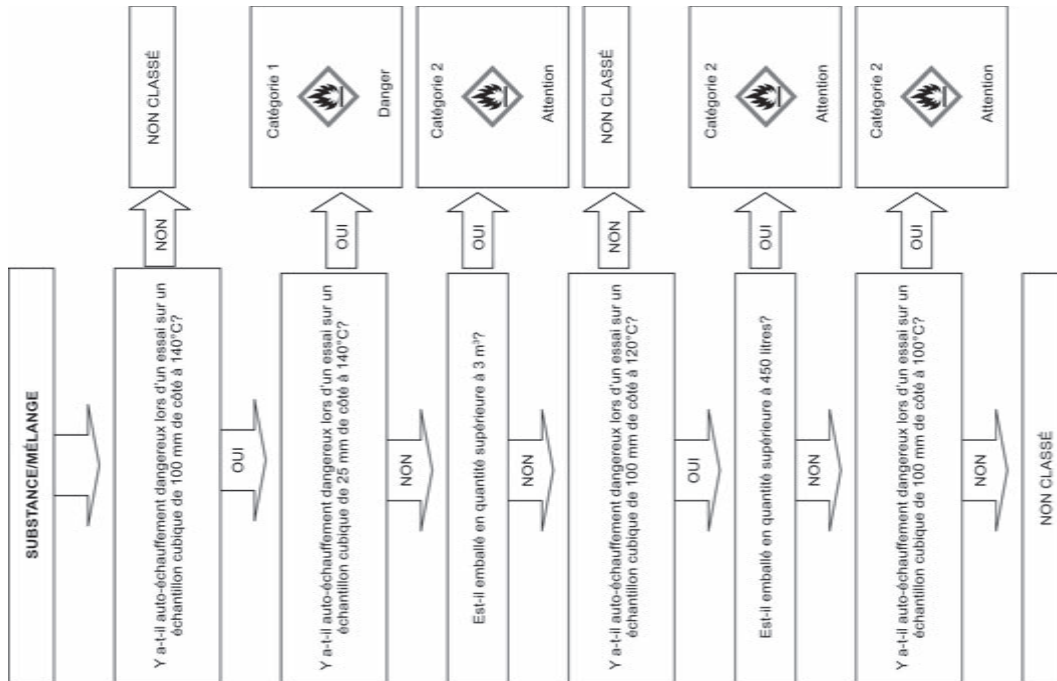 SUBSTANCE/MÉLANGE
Y a-t-il auto-échauffement dangereux lors d'un essai sur un
échantillon cubique de 100 mm de côté à 140°C?
NON
NON CLASSÉ
OUI
Y a-t-il auto-échauffement dangereux lors d'un essai sur un
échantillon cubique de 25 mm de côté à 140°C?
OUI
Catégorie 1
Danger
NON
Est-il emballé en quantité supérieure à 3 m³?
OUI
Catégorie 2
Attention
NON
Y a-t-il auto-échauffement dangereux lors d'un essai sur un
échantillon cubique de 100 mm de côté à 120°C?
NON
NON CLASSÉ
OUI
Est-il emballé en quantité supérieure à 450 litres?
OUI
Catégorie 2
Attention
NON
Y a-t-il auto-échauffement dangereux lors d'un essai sur un
échantillon cubique de 100 mm de côté à 100°C?
OUI
Catégorie 2
Attention
NON
NON CLASSÉ